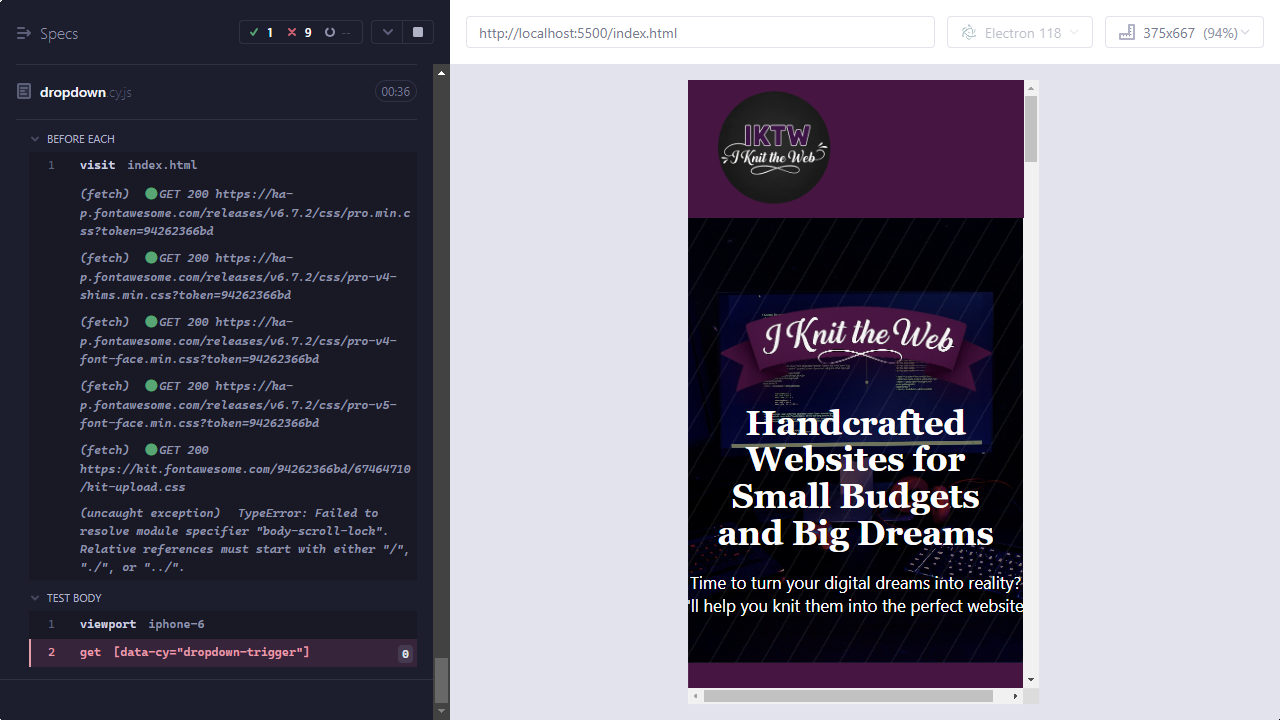 Specs
1 9 --
dropdown.cy.js
00:36
BEFORE EACH
1 visit index.html
(fetch) GET 200 https://ka-
p.fontawesome.com/releases/v6.7.2/css/pro.min.c
ss?token=94262366bd
(fetch) GET 200 https://ka-
p.fontawesome.com/releases/v6.7.2/css/pro-v4-
shims.min.css?token=94262366bd
(fetch) GET 200 https://ka-
p.fontawesome.com/releases/v6.7.2/css/pro-v4-
font-face.min.css?token=94262366bd
(fetch) GET 200 https://ka-
p.fontawesome.com/releases/v6.7.2/css/pro-v5-
font-face.min.css?token=94262366bd
(fetch) GET 200
https://kit.fontawesome.com/94262366bd/67464710
/kit-upload.css
(uncaught exception) TypeError: Failed to
resolve module specifier "body-scroll-lock".
Relative references must start with either "/",
"./", or "../".
TEST BODY
1 viewport iphone-6
2 get [data-cy="dropdown-trigger"] 0
http://localhost:5500/index.html
Electron 118
375x667 (94%)
IKTW
I Knit the Web
I Knit the Web
Handcrafted
Websites for
Small Budgets
and Big Dreams
Time to turn your digital dreams into reality?
'll help you knit them into the perfect website